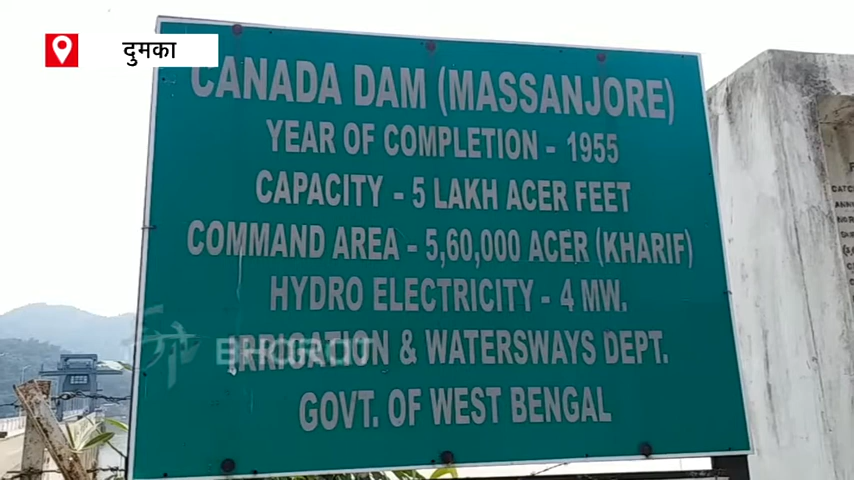 दुमका
CANADA DAM (MASSANJORE)
YEAR OF COMPLETION - 1955
CAPACITY - 5 LAKH ACER FEET
COMMAND AREA - 5,60,000 ACER (KHARIF)
HYDRO ELECTRICITY - 4 MW.
IRRIGATION & WATERSWAYS DEPT.
GOVT. OF WEST BENGAL